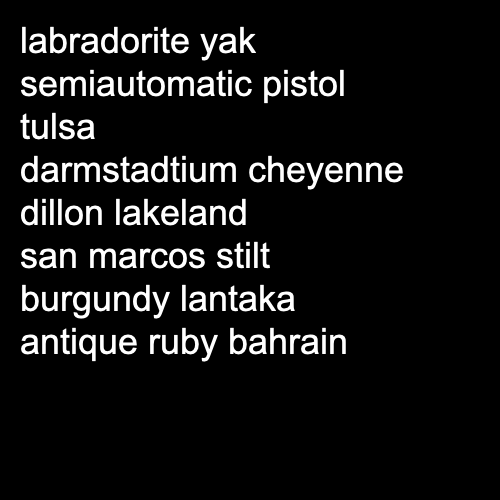 labradorite yak
semiautomatic pistol
tulsa
darmstadtium cheyenne
dillon lakeland
san marcos stilt
burgundy lantaka
antique ruby bahrain